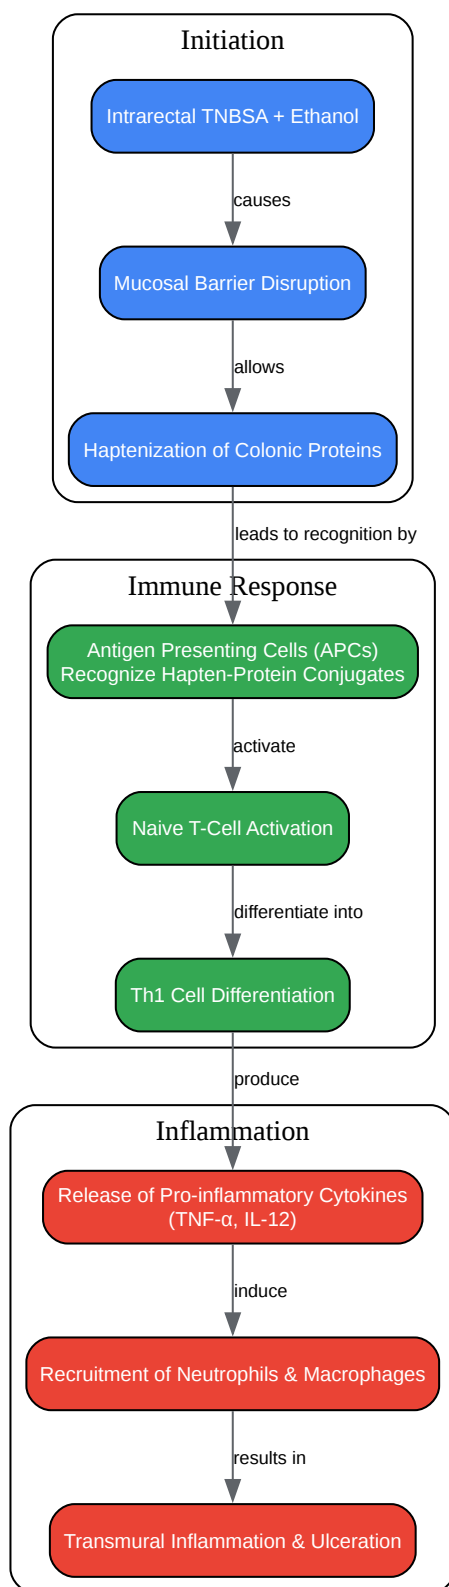 Initiation
Intrarectal TNBSA + Ethanol
causes
Mucosal Barrier Disruption
allows
Haptenization of Colonic Proteins
leads to recognition by
Immune Response
Antigen Presenting Cells (APCs)
Recognize Hapten-Protein Conjugates
activate
Naive T-Cell Activation
differentiate into
Th1 Cell Differentiation
produce
Inflammation
Release of Pro-inflammatory Cytokines
(TNF-α, IL-12)
induce
Recruitment of Neutrophils & Macrophages
results in
Transmural Inflammation & Ulceration